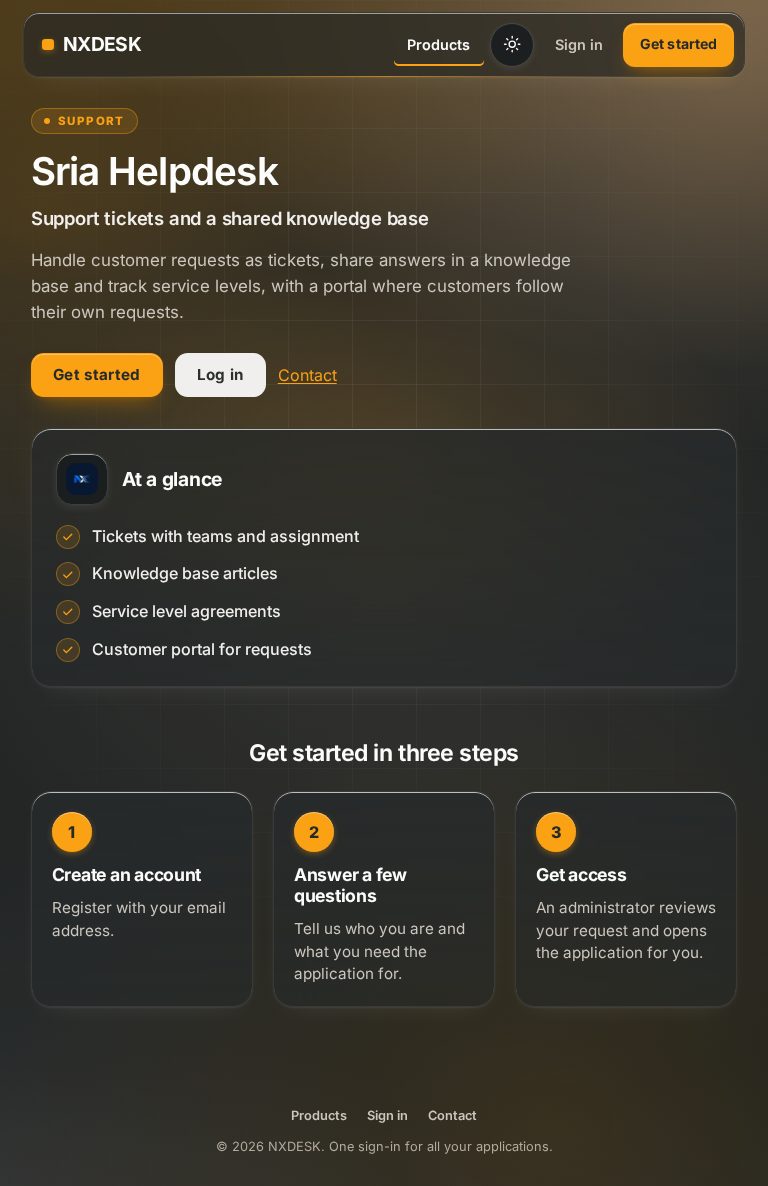 NXDESK
Products
Sign in
Get started
SUPPORT
Sria Helpdesk
Support tickets and a shared knowledge base
Handle customer requests as tickets, share answers in a knowledge
base and track service levels, with a portal where customers follow
their own requests.
Get started
Log in
Contact
NX
At a glance
Tickets with teams and assignment
Knowledge base articles
Service level agreements
Customer portal for requests
Get started in three steps
1
Create an account
Register with your email
address.
2
Answer a few
questions
Tell us who you are and
what you need the
application for.
3
Get access
An administrator reviews
your request and opens
the application for you.
Products
Sign in
Contact
© 2026 NXDESK. One sign-in for all your applications.